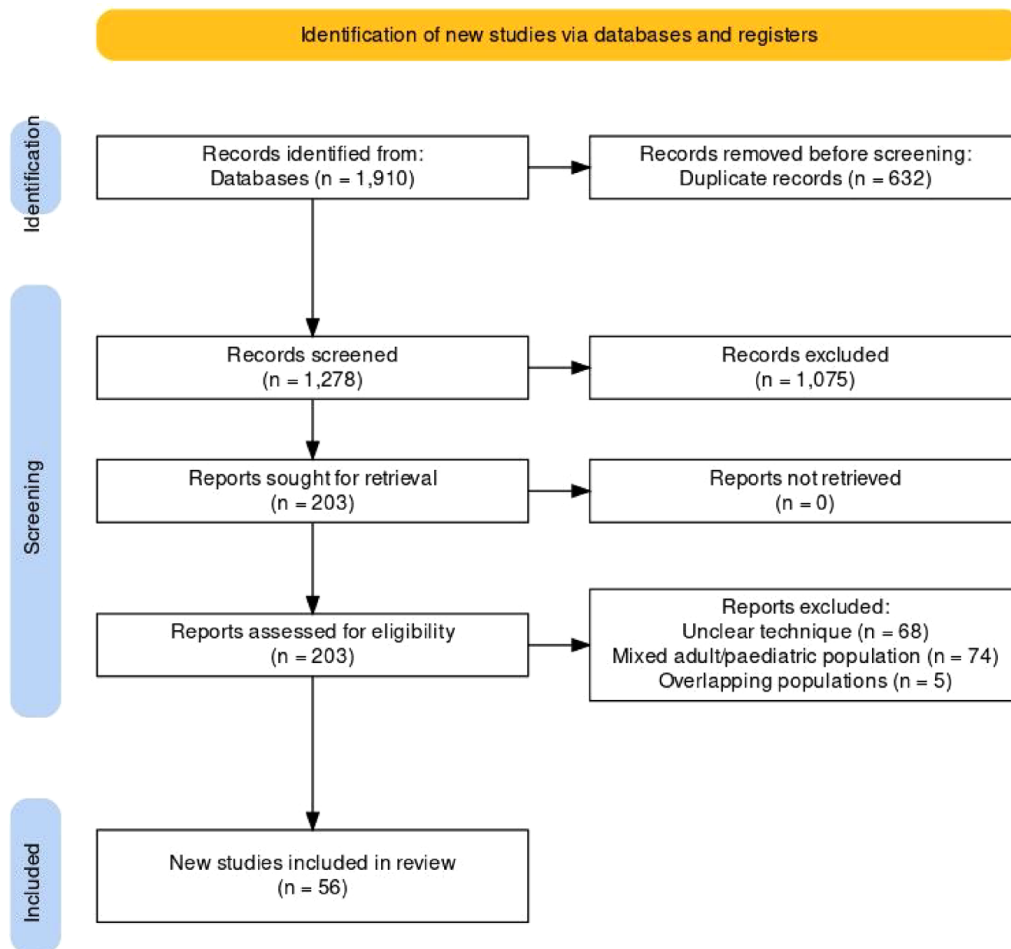 Identification of new studies via databases and registers
Identification
Records identified from:
Databases (n = 1,910)
Records removed before screening:
Duplicate records (n = 632)
Screening
Records screened
(n = 1,278)
Records excluded
(n = 1,075)
Reports sought for retrieval
(n = 203)
Reports not retrieved
(n = 0)
Reports assessed for eligibility
(n = 203)
Reports excluded:
Unclear technique (n = 68)
Mixed adult/paediatric population (n = 74)
Overlapping populations (n = 5)
Included
New studies included in review
(n = 56)